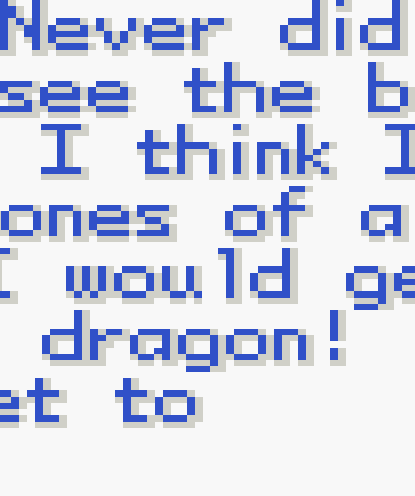 Never did
see the b
I think I
ones of a
I would ge
dragon!
et to